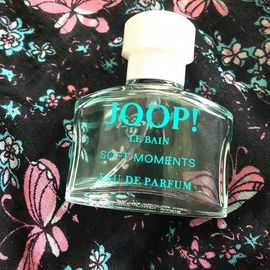 JOOP!
LE BAIN
SOFT MOMENTS
EAU DE PARFUM